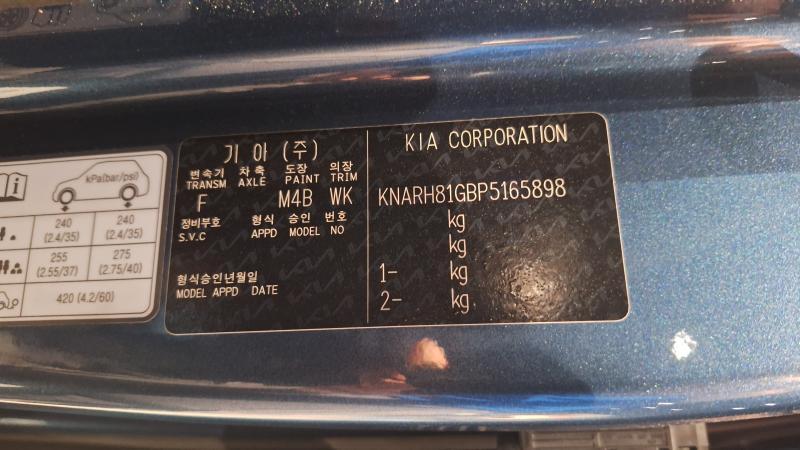 kPa(bar/psi)
240
(2.4/35)
240
(2.4/35)
255
(2.55/37)
275
(2.75/40)
420 (4.2/60)
기 아 (주)
변속기 차 축 도장 의장
TRANSM AXLE PAINT TRIM
F M4B WK
정비부호 형식 승인 번호
S.V.C APPD MODEL NO
형식승인년월일
MODEL APPD DATE
KIA CORPORATION
KNARH81GBP5165898
kg
kg
1- kg
2- kg